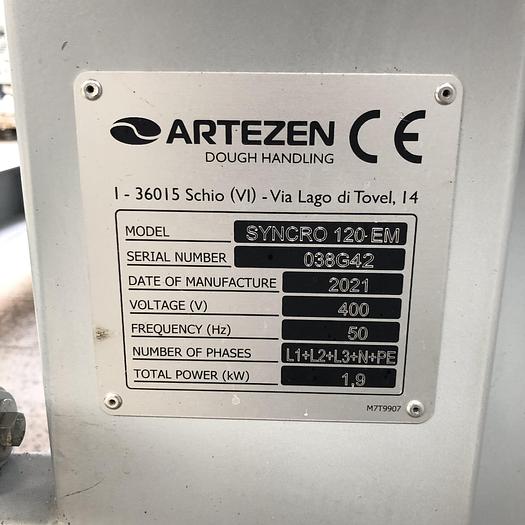 ARTEZEN CE
DOUGH HANDLING
I - 36015 Schio (VI) - Via Lago di Tovel, 14
MODEL SYNCRO 120 EM
SERIAL NUMBER 038G42
DATE OF MANUFACTURE 2021
VOLTAGE (V) 400
FREQUENCY (Hz) 50
NUMBER OF PHASES L1+L2+L3+N+PE
TOTAL POWER (kW) 1,9
M7T9907